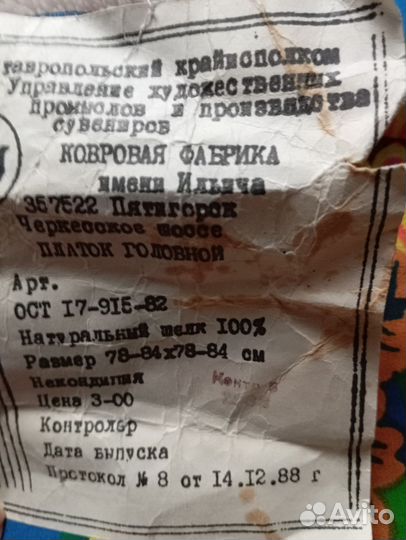 тавропольский крайисполком
Управление художественных
промыслов и производства
сувениров
КОВРОВАЯ ФАБРИКА
имени Ильича
357522 Пятигорск
Черкесское шоссе
ПЛАТОК ГОЛОВНОЙ
Арт.
ОСТ 17-915-82
Натуральный шелк 100%
Размер 78-84х78-84 см
Некондиция
Цена 3-00
Контролер
Дата выпуска
Протокол № 8 от 14.12.88 г
Avito